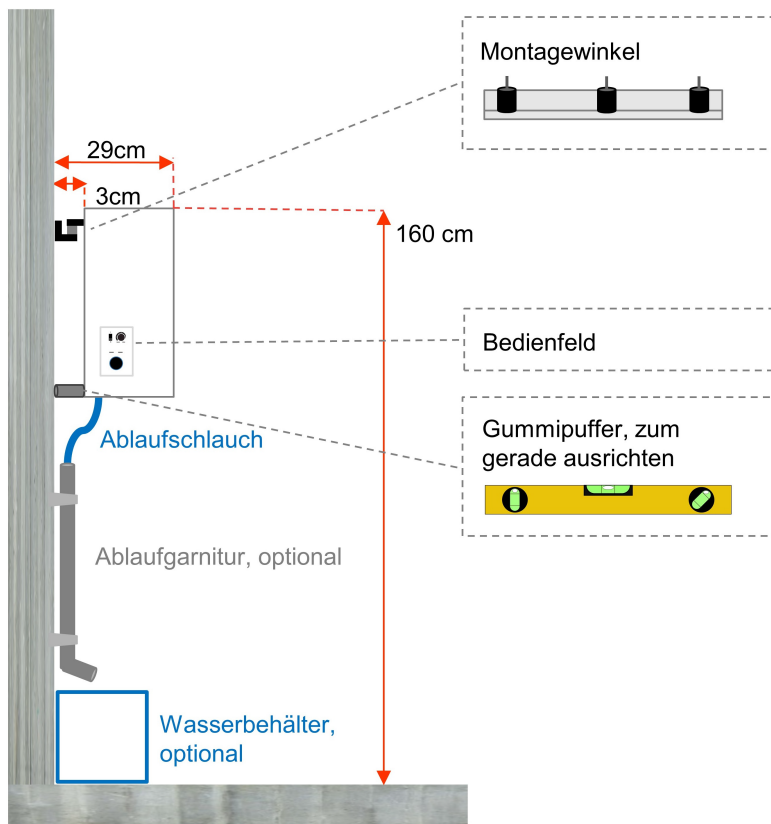 Montagewinkel
29cm
3cm
160 cm
Bedienfeld
Ablaufschlauch
Gummipuffer, zum
gerade ausrichten
Ablaufgarnitur, optional
Wasserbehälter,
optional